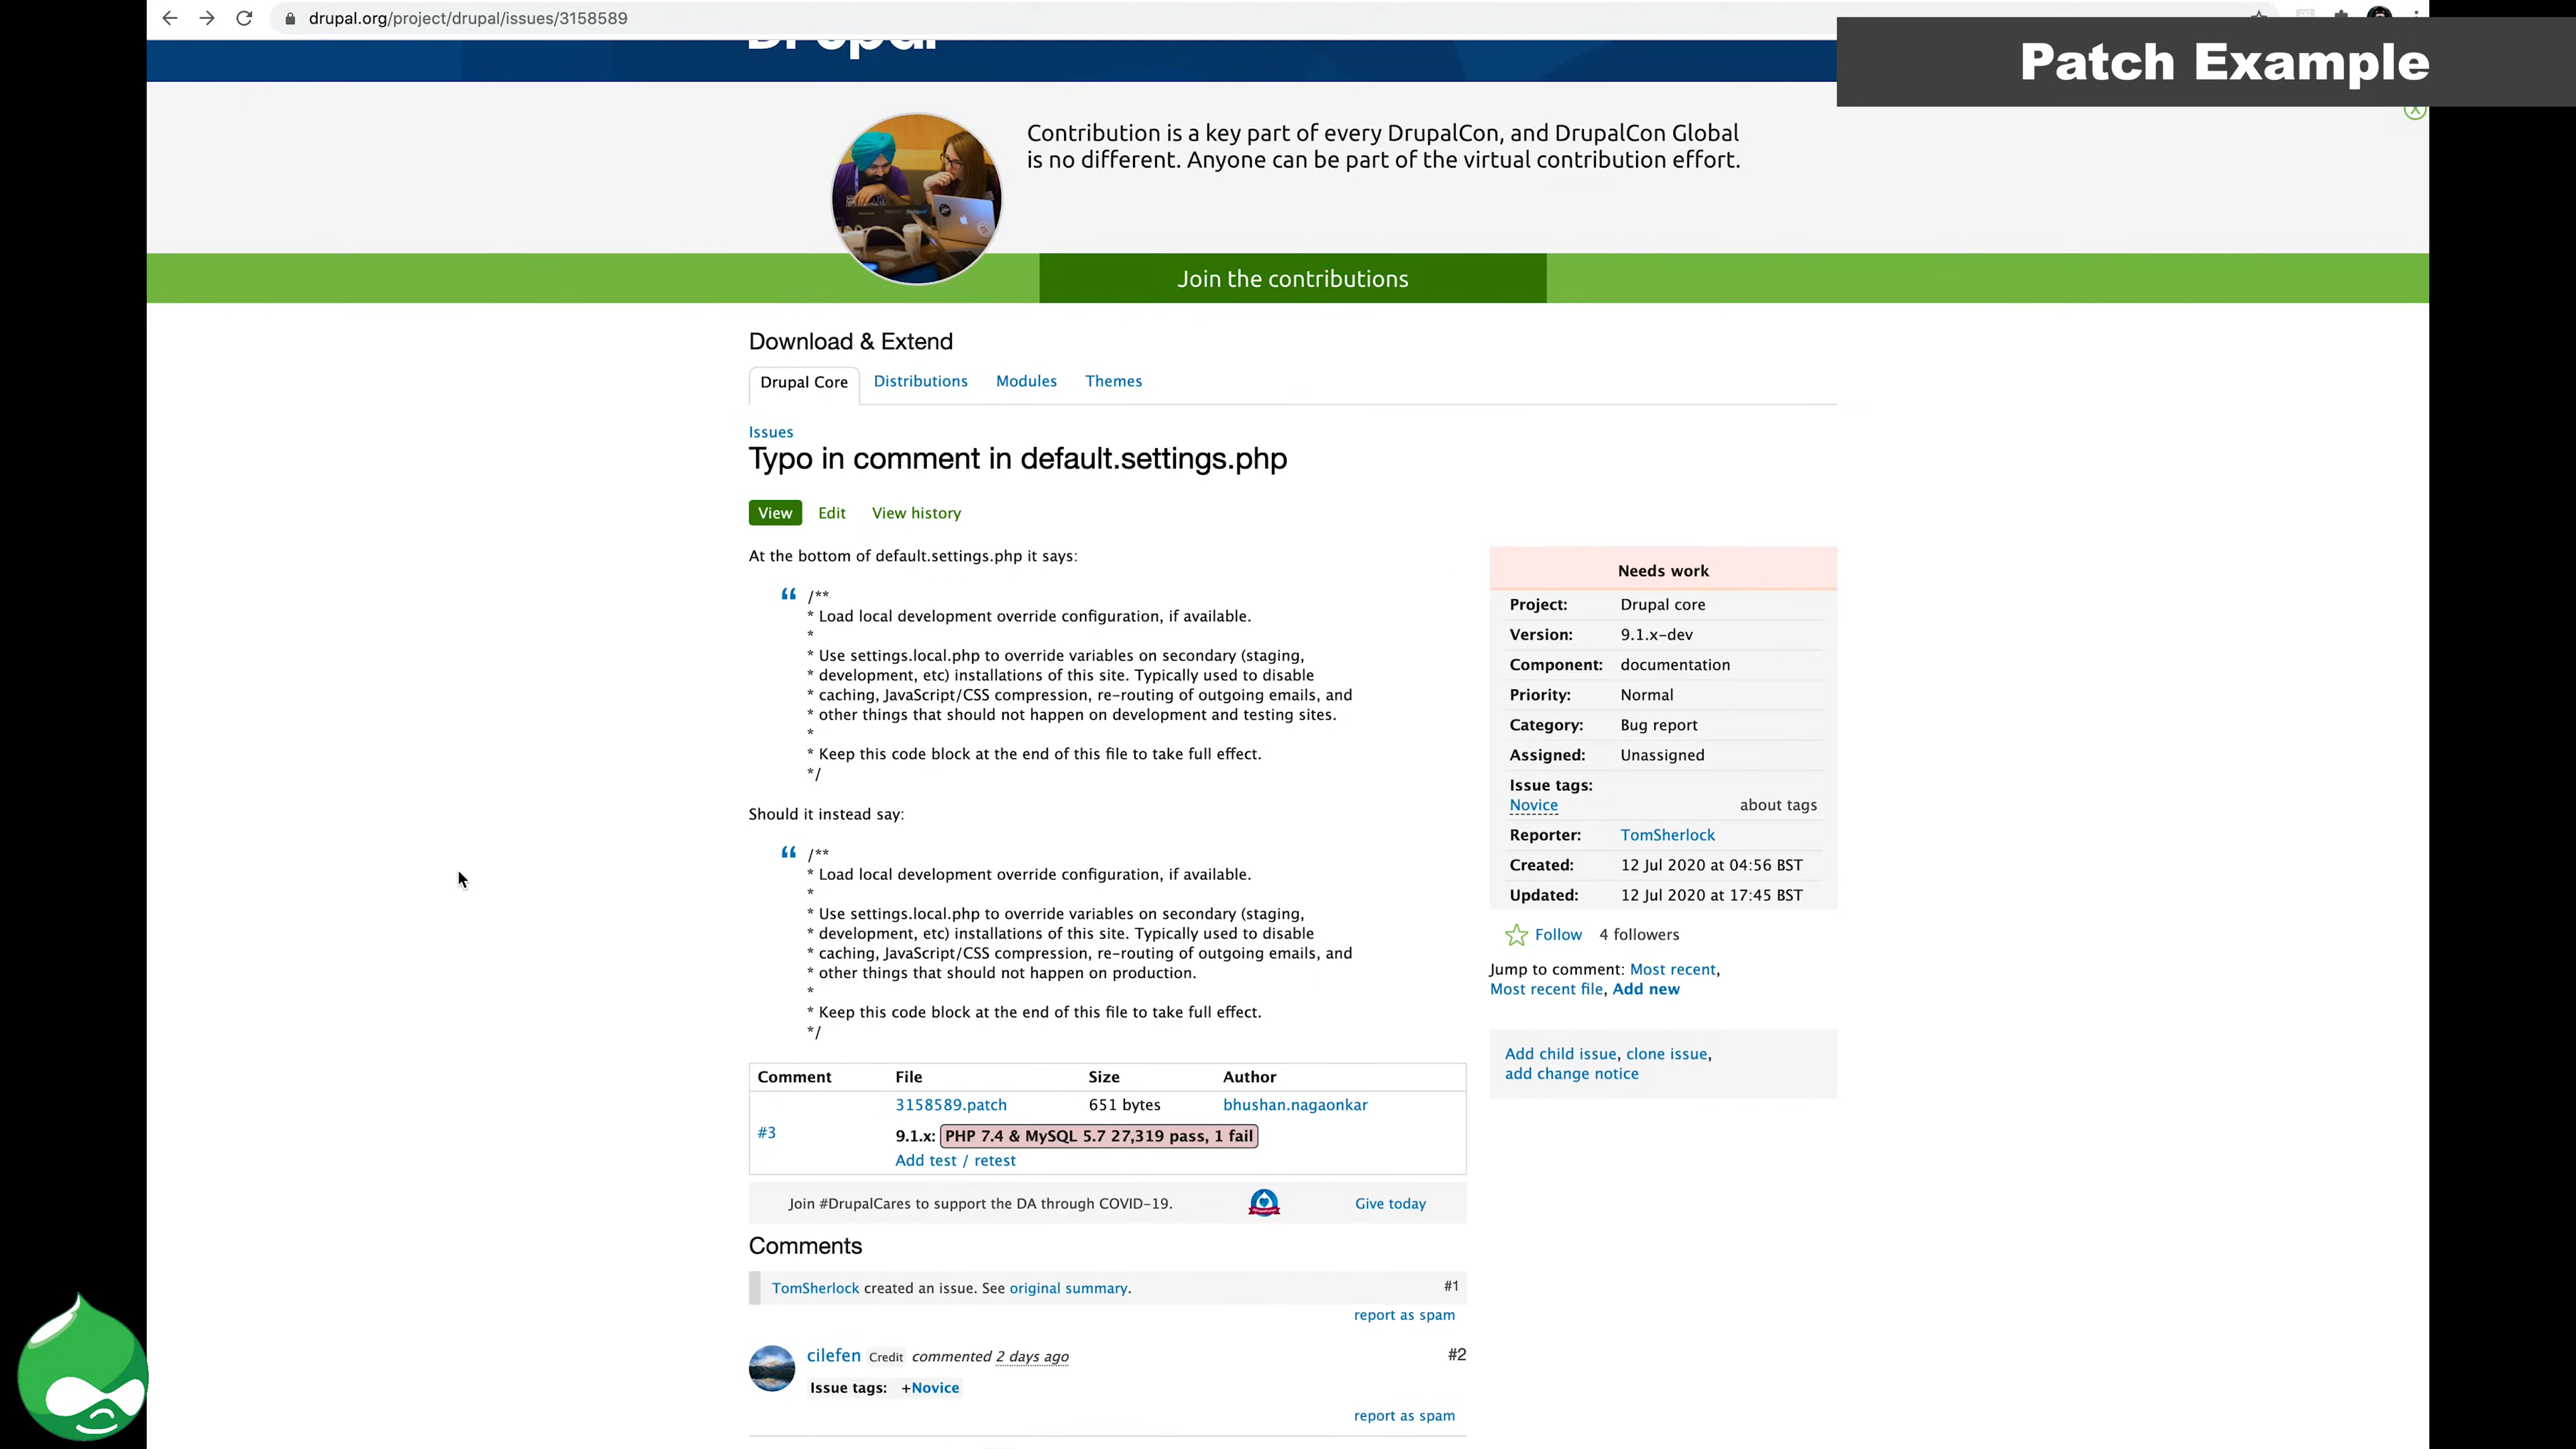 drupal.org/project/drupal/issues/3158589
Patch Example
Drupal
Contribution is a key part of every DrupalCon, and DrupalCon Global
is no different. Anyone can be part of the virtual contribution effort.
Join the contributions
Download & Extend
Drupal Core Distributions Modules Themes
Issues
Typo in comment in default.settings.php
View Edit View history
At the bottom of default.settings.php it says:
“ /**
* Load local development override configuration, if available.
*
* Use settings.local.php to override variables on secondary (staging,
* development, etc) installations of this site. Typically used to disable
* caching, JavaScript/CSS compression, re-routing of outgoing emails, and
* other things that should not happen on development and testing sites.
*
* Keep this code block at the end of this file to take full effect.
*/
Should it instead say:
“ /**
* Load local development override configuration, if available.
*
* Use settings.local.php to override variables on secondary (staging,
* development, etc) installations of this site. Typically used to disable
* caching, JavaScript/CSS compression, re-routing of outgoing emails, and
* other things that should not happen on production.
*
* Keep this code block at the end of this file to take full effect.
*/
Needs work
Project: Drupal core
Version: 9.1.x-dev
Component: documentation
Priority: Normal
Category: Bug report
Assigned: Unassigned
Issue tags:
Novice about tags
Reporter: TomSherlock
Created: 12 Jul 2020 at 04:56 BST
Updated: 12 Jul 2020 at 17:45 BST
Follow 4 followers
Jump to comment: Most recent,
Most recent file, Add new
Add child issue, clone issue,
add change notice
Comment File Size Author
3158589.patch 651 bytes bhushan.nagaonkar
#3 9.1.x: PHP 7.4 & MySQL 5.7 27,319 pass, 1 fail
Add test / retest
Join #DrupalCares to support the DA through COVID-19. Give today
Comments
TomSherlock created an issue. See original summary. #1
report as spam
cilefen Credit commented 2 days ago #2
Issue tags: +Novice
report as spam